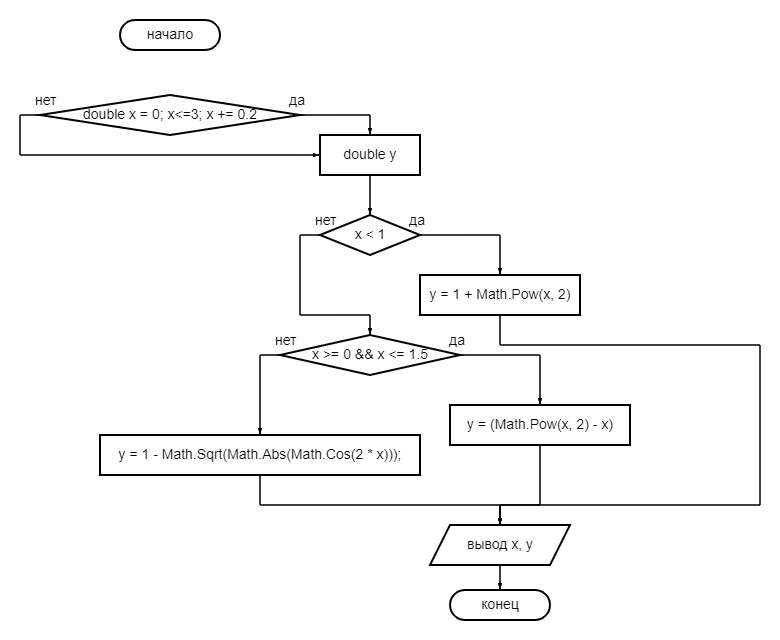 начало
нет
да
double x = 0; x<=3; x += 0.2
double y
нет
да
x < 1
y = 1 + Math.Pow(x, 2)
нет
да
x >= 0 && x <= 1.5
y = (Math.Pow(x, 2) - x)
y = 1 - Math.Sqrt(Math.Abs(Math.Cos(2 * x)));
вывод x, y
конец